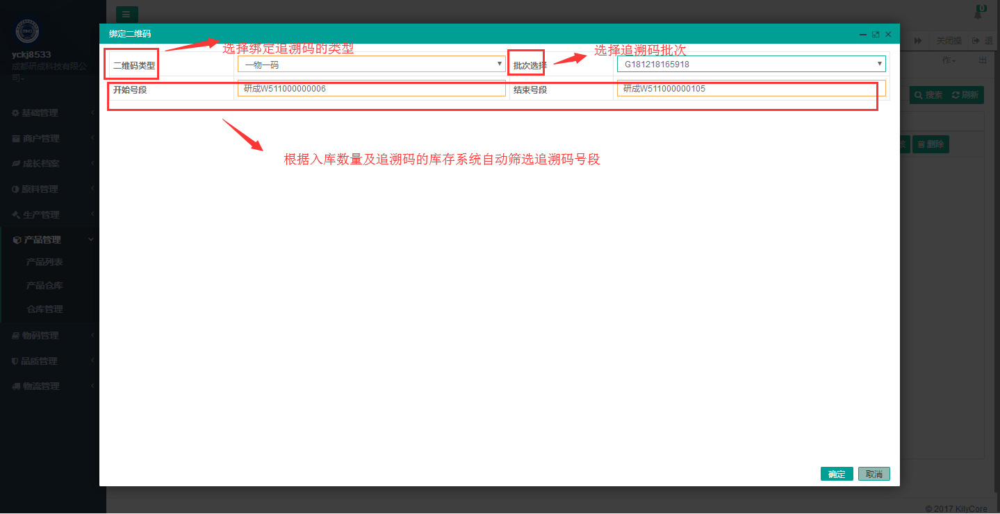 0
yckj8533
成都研成科技有限公
司
关闭操
作
退
出
搜索
刷新
删除
基础管理
商户管理
成长档案
原料管理
生产管理
产品管理
产品列表
产品仓库
仓库管理
物码管理
品质管理
物流管理
绑定二维码
选择绑定追溯码的类型
选择追溯码批次
二维码类型
一物一码
批次选择
G181218165918
开始号段
研成W511000000006
结束号段
研成W511000000105
根据入库数量及追溯码的库存系统自动筛选追溯码号段
确定
取消
© 2017 KilyCore